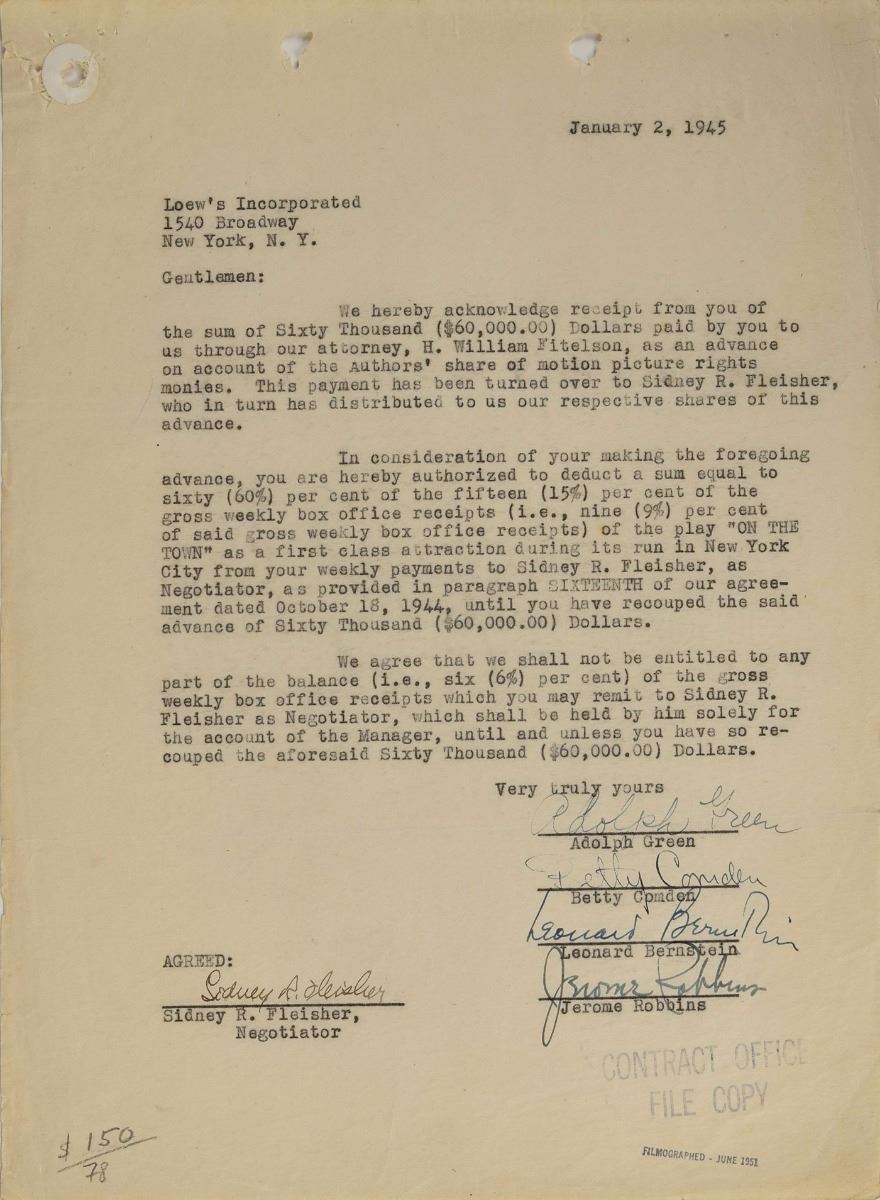 January 2, 1945
Loew's Incorporated
1540 Broadway
New York, N. Y.
Gentlemen:
We hereby acknowledge receipt from you of
the sum of Sixty Thousand ($60,000.00) Dollars paid by you to
us through our attorney, H. William Fitelson, as an advance
on account of the Authors' share of motion picture rights
monies. This payment has been turned over to Sidney R. Fleisher,
who in turn has distributed to us our respective shares of this
advance.
In consideration of your making the foregoing
advance, you are hereby authorized to deduct a sum equal to
sixty (60%) per cent of the fifteen (15%) per cent of the
gross weekly box office receipts (i.e., nine (9%) per cent
of said gross weekly box office receipts) of the play "ON THE
TOWN" as a first class attraction during its run in New York
City from your weekly payments to Sidney R. Fleisher, as
Negotiator, as provided in paragraph SIXTEENTH of our agree-
ment dated October 18, 1944, until you have recouped the said
advance of Sixty Thousand ($60,000.00) Dollars.
We agree that we shall not be entitled to any
part of the balance (i.e., six (6%) per cent) of the gross
weekly box office receipts which you may remit to Sidney R.
Fleisher as Negotiator, which shall be held by him solely for
the account of the Manager, until and unless you have so re-
couped the aforesaid Sixty Thousand ($60,000.00) Dollars.
Very truly yours
Adolph Green
Adolph Green
Betty Comden
Betty Comden
Leonard Bernstein
Leonard Bernstein
Jerome Robbins
Jerome Robbins
AGREED:
Sidney R. Fleisher
Sidney R. Fleisher,
Negotiator
CONTRACT OFFICE
FILE COPY
FILMOGRAPHED - JUNE 1951
$150
78